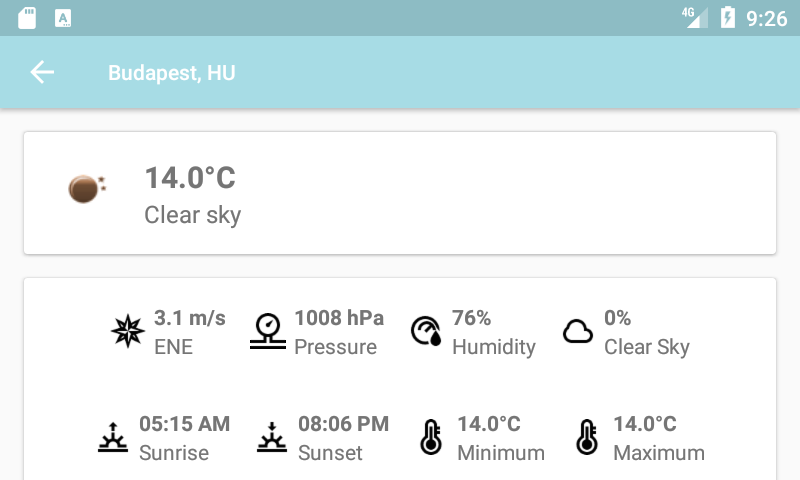 4G 9:26
Budapest, HU
14.0°C
Clear sky
3.1 m/s
ENE
1008 hPa
Pressure
76%
Humidity
0%
Clear Sky
05:15 AM
Sunrise
08:06 PM
Sunset
14.0°C
Minimum
14.0°C
Maximum